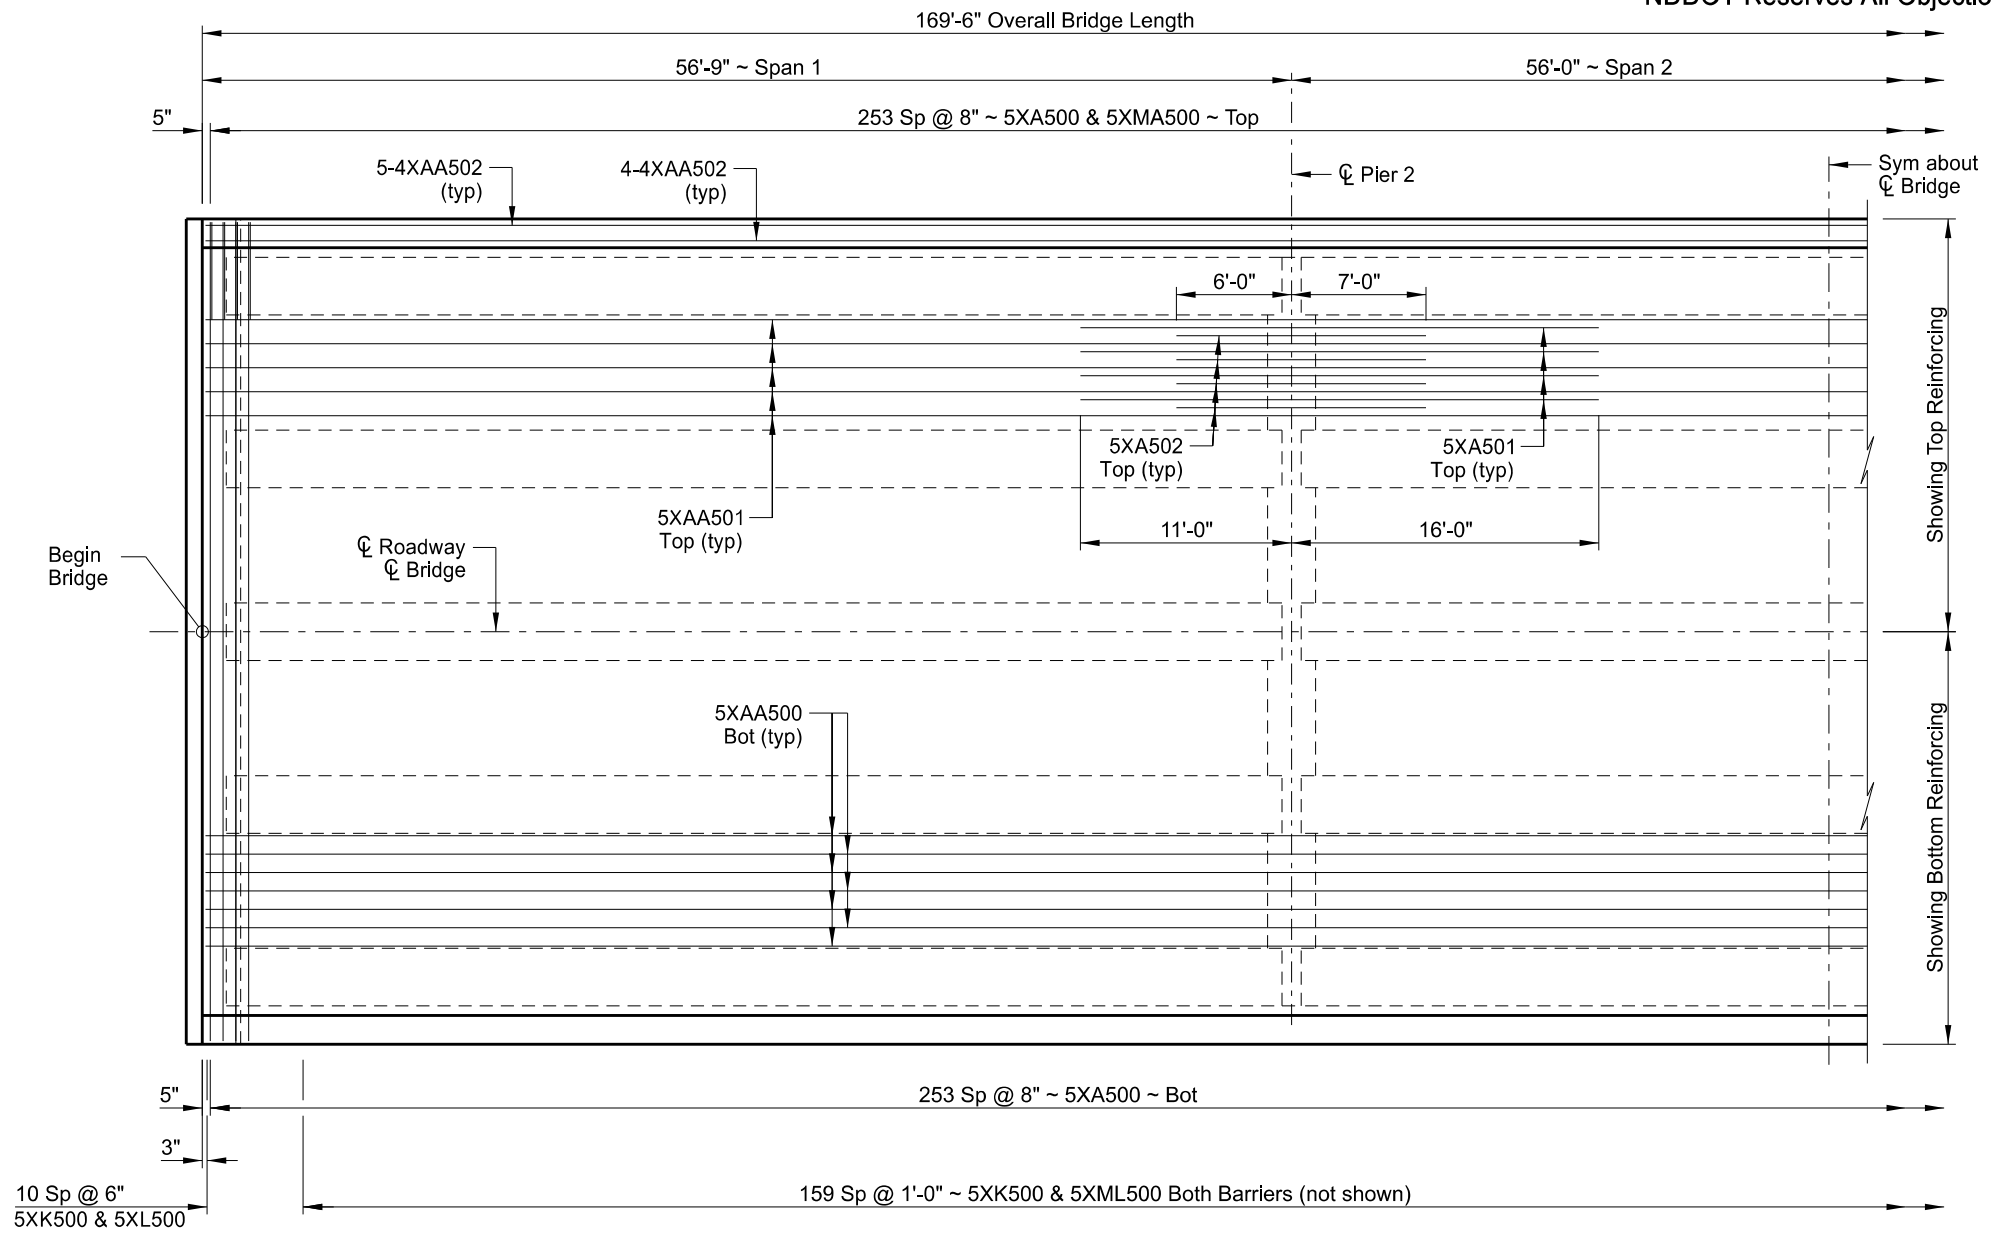 NDDOT Reserves All Objectio
169'-6" Overall Bridge Length
56'-9" ~ Span 1
56'-0" ~ Span 2
5"
253 Sp @ 8" ~ 5XA500 & 5XMA500 ~ Top
5-4XAA502
(typ)
4-4XAA502
(typ)
℄ Pier 2
Sym about
℄ Bridge
6'-0"
7'-0"
5XA502
Top (typ)
5XA501
Top (typ)
5XAA501
Top (typ)
11'-0"
16'-0"
Showing Top Reinforcing
Begin
Bridge
℄ Roadway
℄ Bridge
5XAA500
Bot (typ)
Showing Bottom Reinforcing
5"
253 Sp @ 8" ~ 5XA500 ~ Bot
3"
10 Sp @ 6"
5XK500 & 5XL500
159 Sp @ 1'-0" ~ 5XK500 & 5XML500 Both Barriers (not shown)